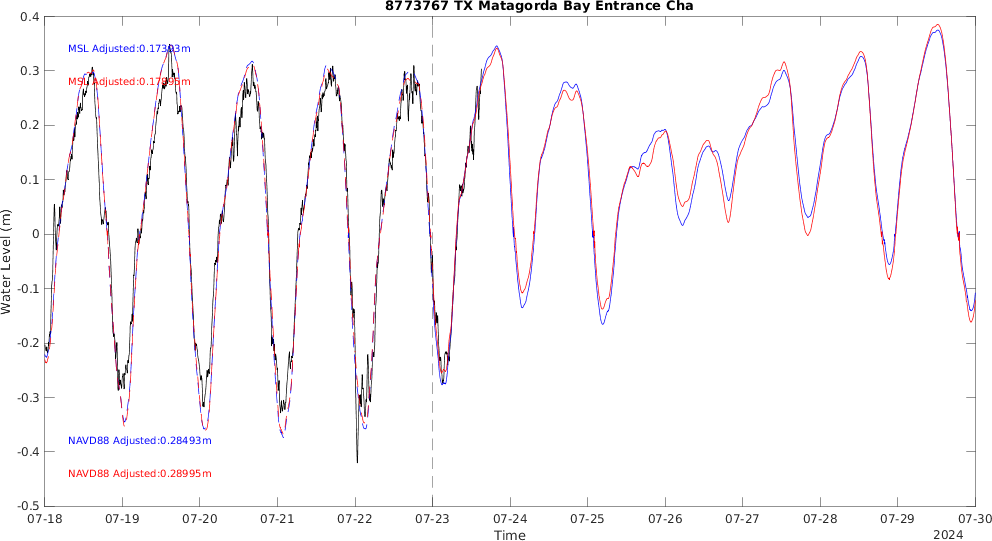 8773767 TX Matagorda Bay Entrance Cha
0.4
0.3
0.2
0.1
0
-0.1
-0.2
-0.3
-0.4
-0.5
Water Level (m)
MSL Adjusted:0.17393m
MSL Adjusted:
NAVD88 Adjusted:0.28493m
NAVD88 Adjusted:0.28995m
07-18 07-19 07-20 07-21 07-22 07-23 07-24 07-25 07-26 07-27 07-28 07-29 07-30
Time
2024